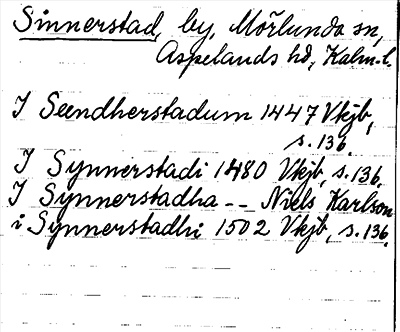 Sinnerstad, by, Mörlunda sn,
Aspelands hd, Kalm. l.
I Seendherstadum 1447 Vkjb,
s. 136.
I Synnerstadi 1480 Vkjb, s. 136.
I Synnerstadha -- Niels Karlson
i Synnerstadhi 1502 Vkjb, s. 136.